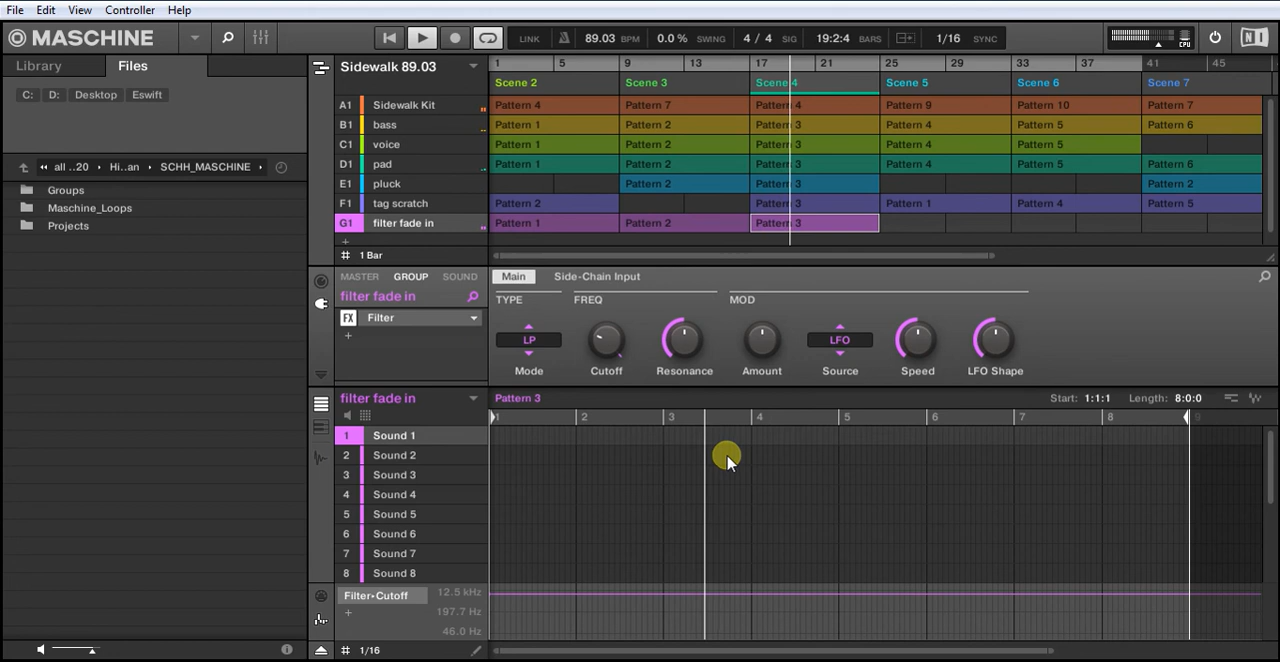 File Edit View Controller Help
MASCHINE LINK 89.03 BPM 0.0 % SWING 4 / 4 SIG 19:2:4 BARS 1/16 SYNC CPU
Library Files
C: D: Desktop Eswift
all ..20 Hi..an SCHH_MASCHINE
Groups
Maschine_Loops
Projects
Sidewalk 89.03 1 5 9 13 17 21 25 29 33 37 41 45
Scene 2 Scene 3 Scene 4 Scene 5 Scene 6 Scene 7
A1 Sidewalk Kit Pattern 4 Pattern 7 Pattern 4 Pattern 9 Pattern 10 Pattern 7
B1 bass Pattern 1 Pattern 2 Pattern 3 Pattern 4 Pattern 5 Pattern 6
C1 voice Pattern 1 Pattern 2 Pattern 3 Pattern 4 Pattern 5
D1 pad Pattern 1 Pattern 2 Pattern 3 Pattern 4 Pattern 5 Pattern 6
E1 pluck Pattern 2 Pattern 3 Pattern 2
F1 tag scratch Pattern 2 Pattern 3 Pattern 1 Pattern 4 Pattern 5
G1 filter fade in Pattern 1 Pattern 2 Pattern 3
+
1 Bar
MASTER GROUP SOUND Main Side-Chain Input
filter fade in TYPE FREQ MOD
FX Filter
+
LP LFO
Mode Cutoff Resonance Amount Source Speed LFO Shape
filter fade in Pattern 3 Start: 1:1:1 Length: 8:0:0
1 2 3 4 5 6 7 8 9
1 Sound 1
2 Sound 2
3 Sound 3
4 Sound 4
5 Sound 5
6 Sound 6
7 Sound 7
8 Sound 8
Filter▸Cutoff 12.5 kHz
+ 197.7 Hz
46.0 Hz
1/16